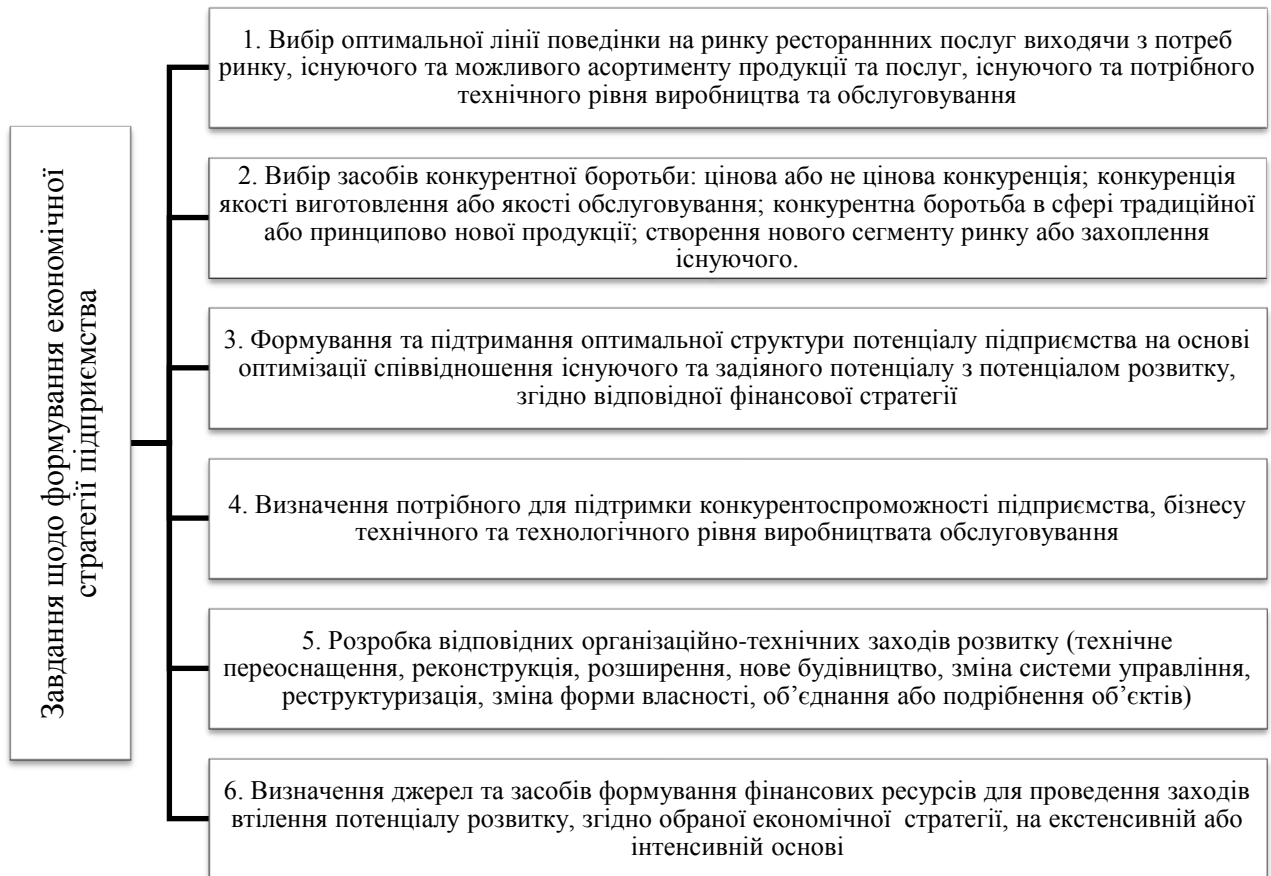 Завдання щодо формування економічної
стратегії підприємства
1. Вибір оптимальної лінії поведінки на ринку рестораннних послуг виходячи з потреб
ринку, існуючого та можливого асортименту продукції та послуг, існуючого та потрібного
технічного рівня виробництва та обслуговування
2. Вибір засобів конкурентної боротьби: цінова або не цінова конкуренція; конкуренція
якості виготовлення або якості обслуговування; конкурентна боротьба в сфері традиційної
або принципово нової продукції; створення нового сегменту ринку або захоплення
існуючого.
3. Формування та підтримання оптимальної структури потенціалу підприємства на основі
оптимізації співвідношення існуючого та задіяного потенціалу з потенціалом розвитку,
згідно відповідної фінансової стратегії
4. Визначення потрібного для підтримки конкурентоспроможності підприємства, бізнесу
технічного та технологічного рівня виробництвата обслуговування
5. Розробка відповідних організаційно-технічних заходів розвитку (технічне
переоснащення, реконструкція, розширення, нове будівництво, зміна системи управління,
реструктуризація, зміна форми власності, об’єднання або подрібнення об’єктів)
6. Визначення джерел та засобів формування фінансових ресурсів для проведення заходів
втілення потенціалу розвитку, згідно обраної економічної стратегії, на екстенсивній або
інтенсивній основі